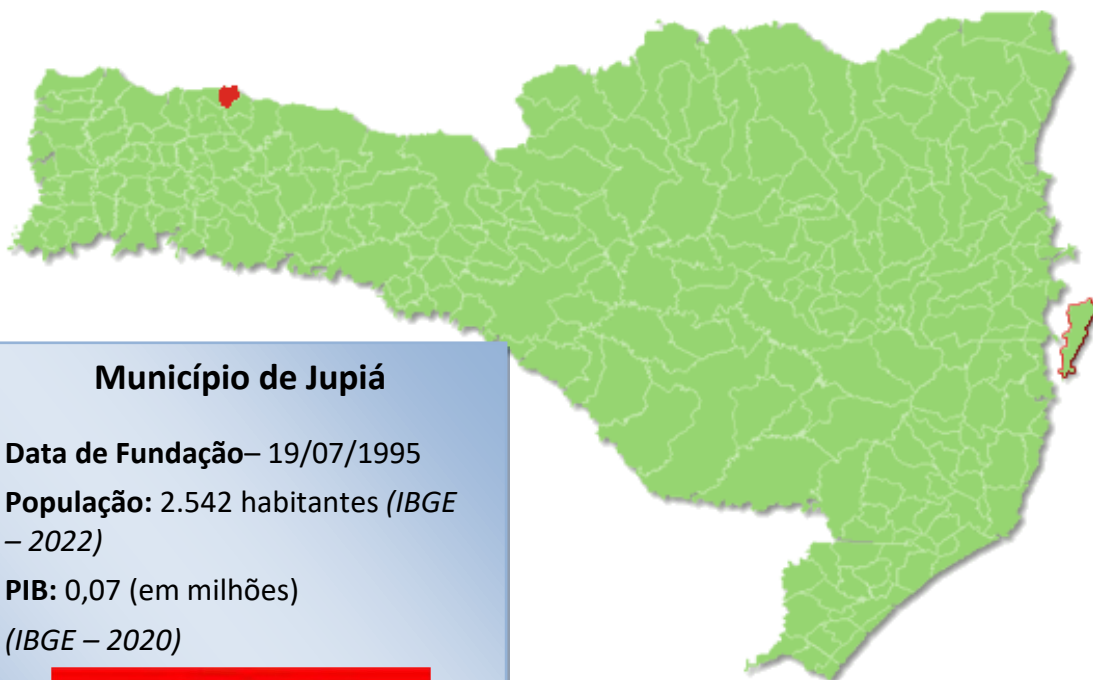 Município de Jupiá
Data de Fundação– 19/07/1995
População: 2.542 habitantes (IBGE
– 2022)
PIB: 0,07 (em milhões)
(IBGE – 2020)